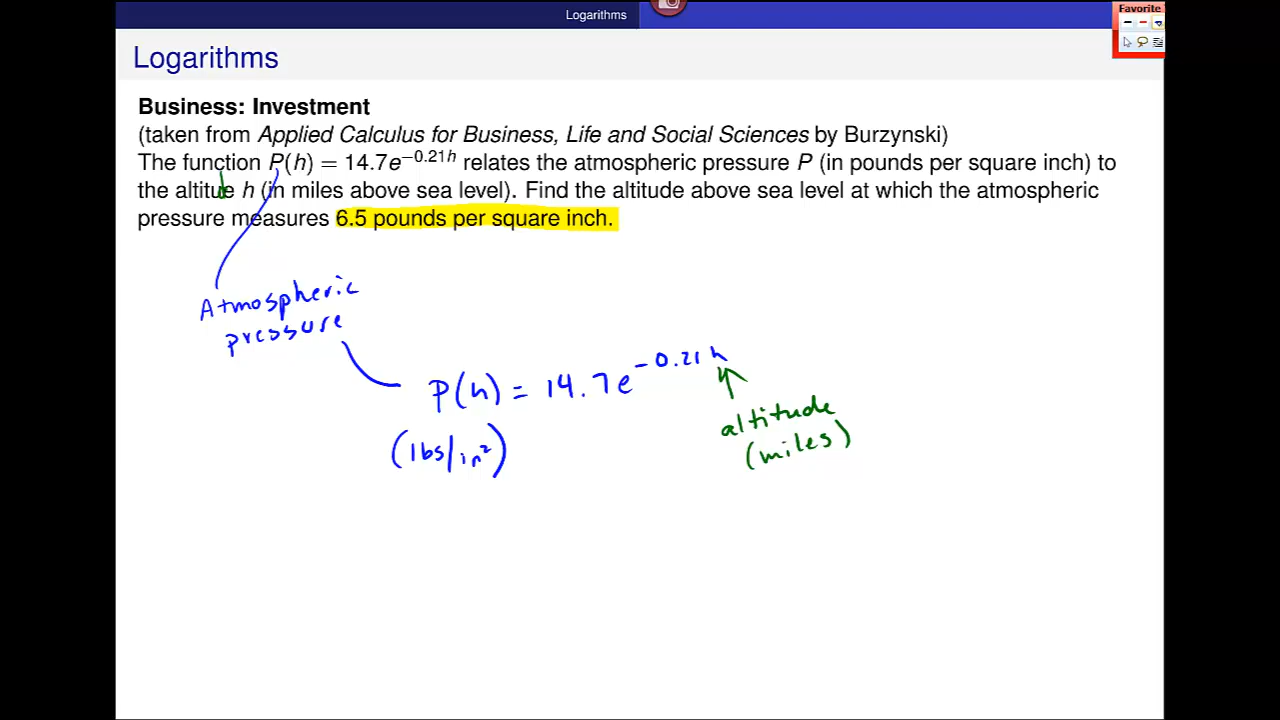 Logarithms
Favorite
Logarithms
Business: Investment
(taken from Applied Calculus for Business, Life and Social Sciences by Burzynski)
The function P(h) = 14.7e^{−0.21h} relates the atmospheric pressure P (in pounds per square inch) to
the altitude h (in miles above sea level). Find the altitude above sea level at which the atmospheric
pressure measures 6.5 pounds per square inch.
Atmospheric
pressure
P(h) = 14.7e^{-0.21h}
altitude
(miles)
(lbs/in²)